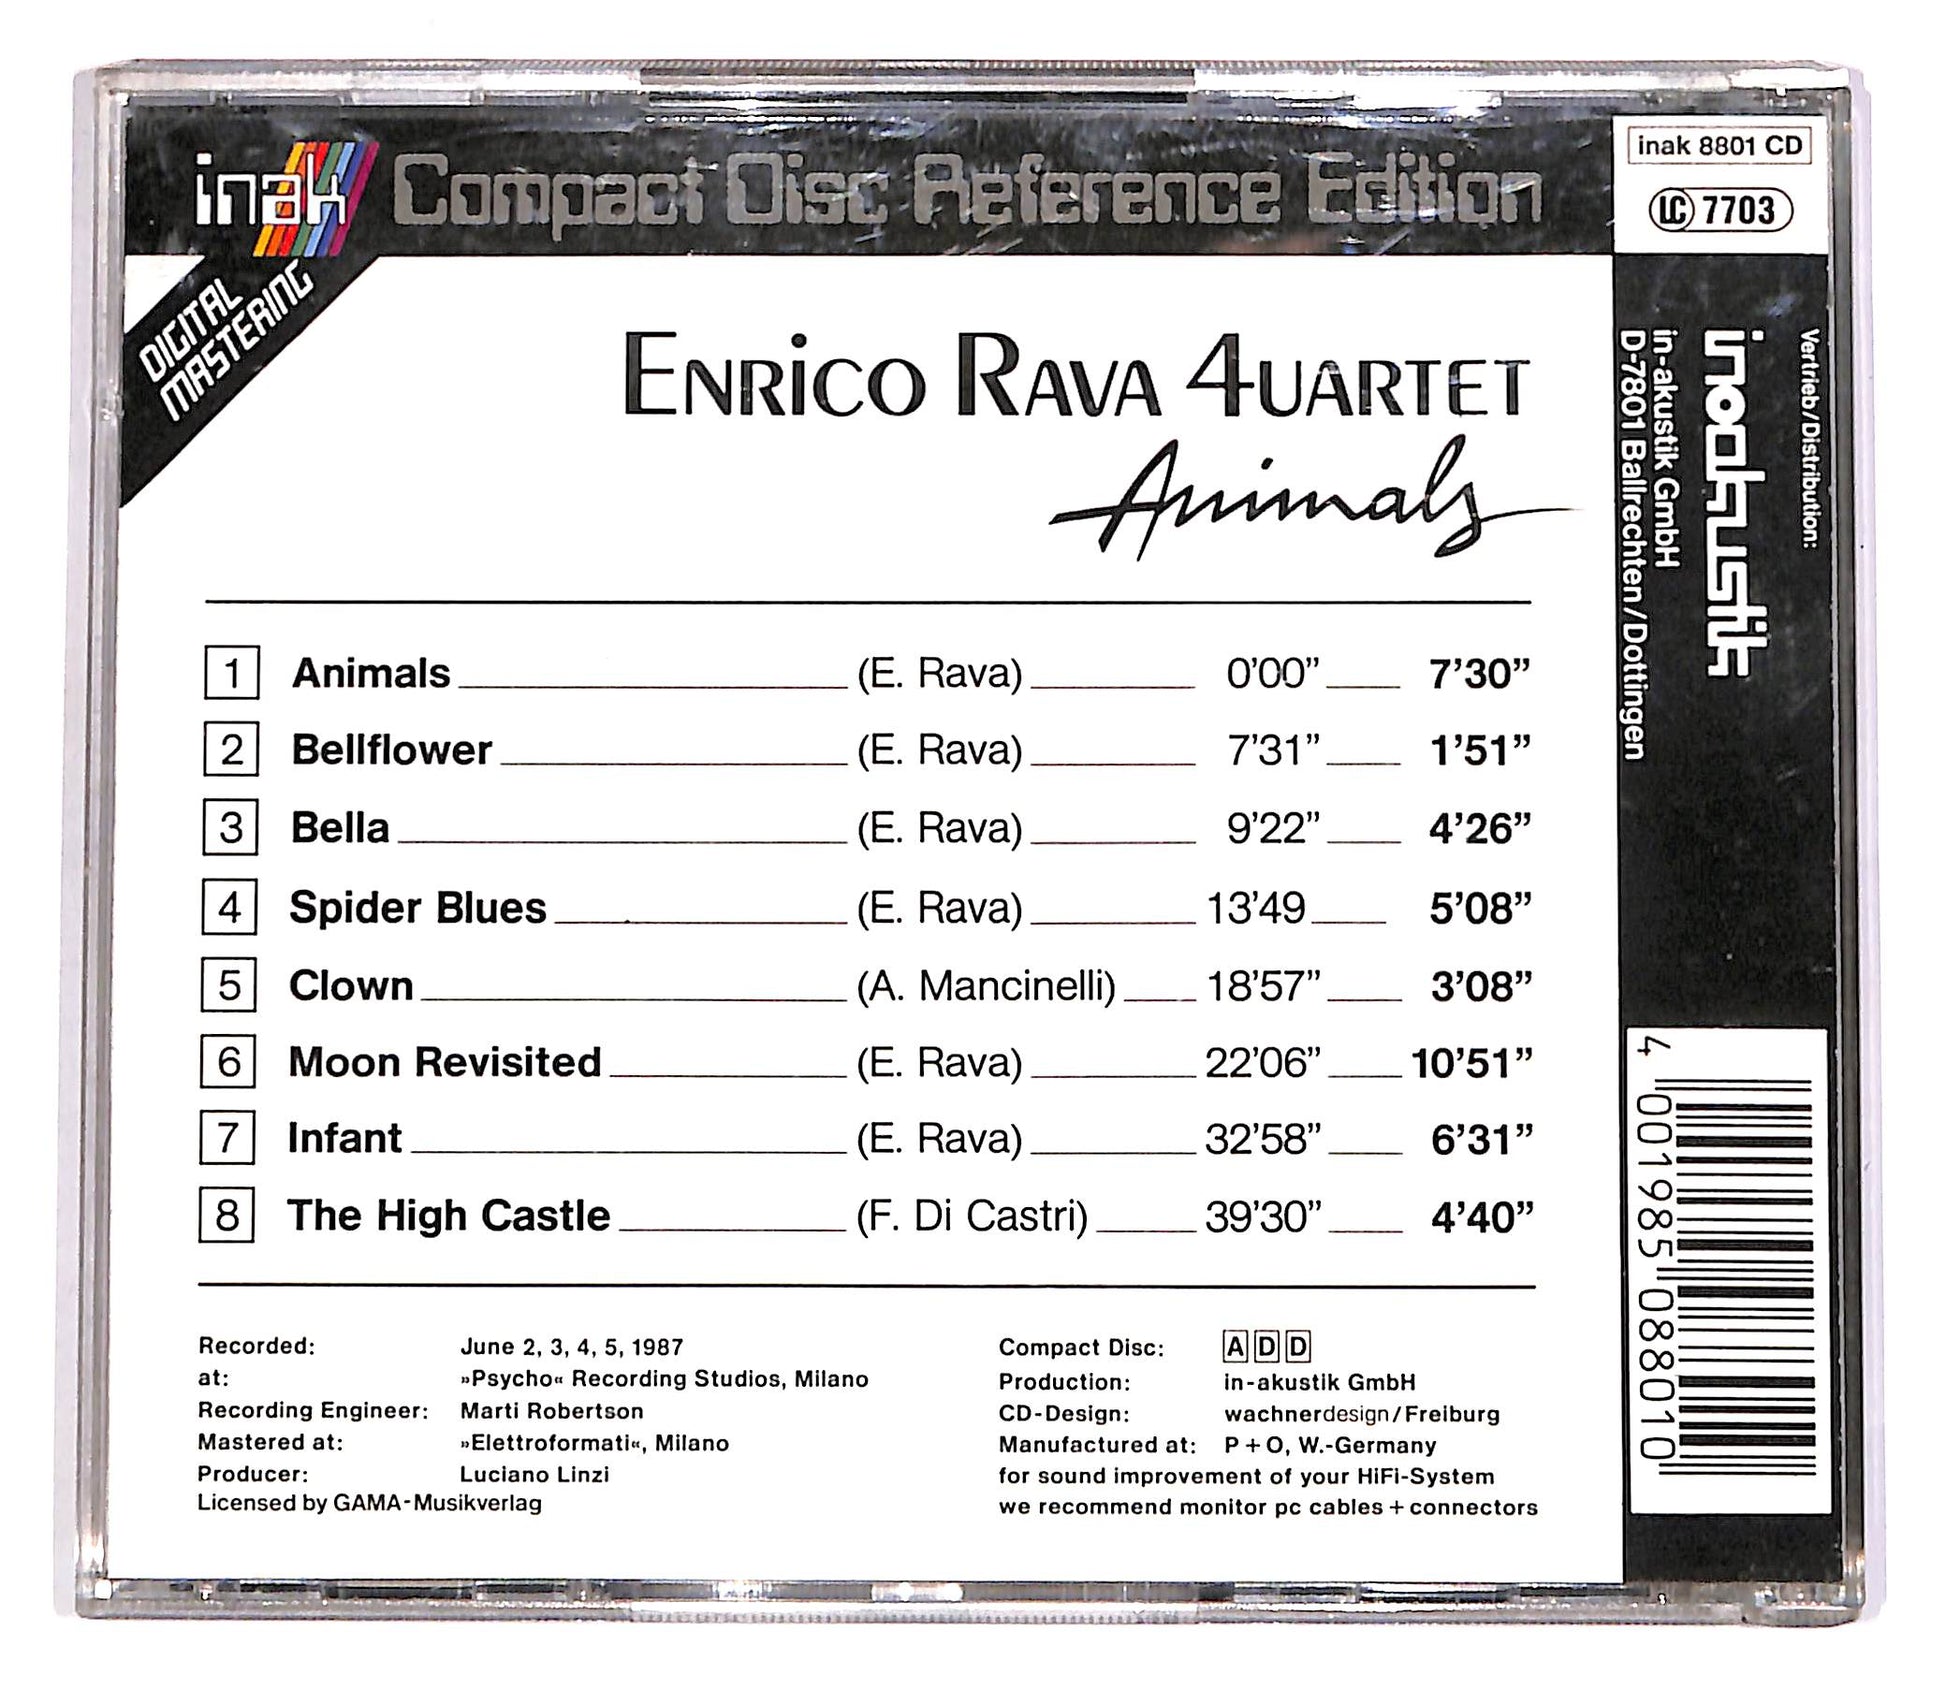 inak Compact Disc Reference Edition
DIGITAL
MASTERING
inak 8801 CD
LC 7703
ENRiCO RAVA 4UARTET
Animals
1 Animals (E. Rava) 0’00” 7’30”
2 Bellflower (E. Rava) 7’31” 1’51”
3 Bella (E. Rava) 9’22” 4’26”
4 Spider Blues (E. Rava) 13’49 5’08”
5 Clown (A. Mancinelli) 18’57” 3’08”
6 Moon Revisited (E. Rava) 22’06” 10’51”
7 Infant (E. Rava) 32’58” 6’31”
8 The High Castle (F. Di Castri) 39’30” 4’40”
Recorded: June 2, 3, 4, 5, 1987
at: »Psycho« Recording Studios, Milano
Recording Engineer: Marti Robertson
Mastered at: »Elettroformati«, Milano
Producer: Luciano Linzi
Licensed by GAMA-Musikverlag
Compact Disc: A D D
Production: in-akustik GmbH
CD-Design: wachnerdesign/Freiburg
Manufactured at: P+O, W.-Germany
for sound improvement of your HiFi-System
we recommend monitor pc cables+connectors
Vertrieb/Distribution:
inakustik
in-akustik GmbH
D-7801 Ballrechten/Dottingen
4 001985 088010